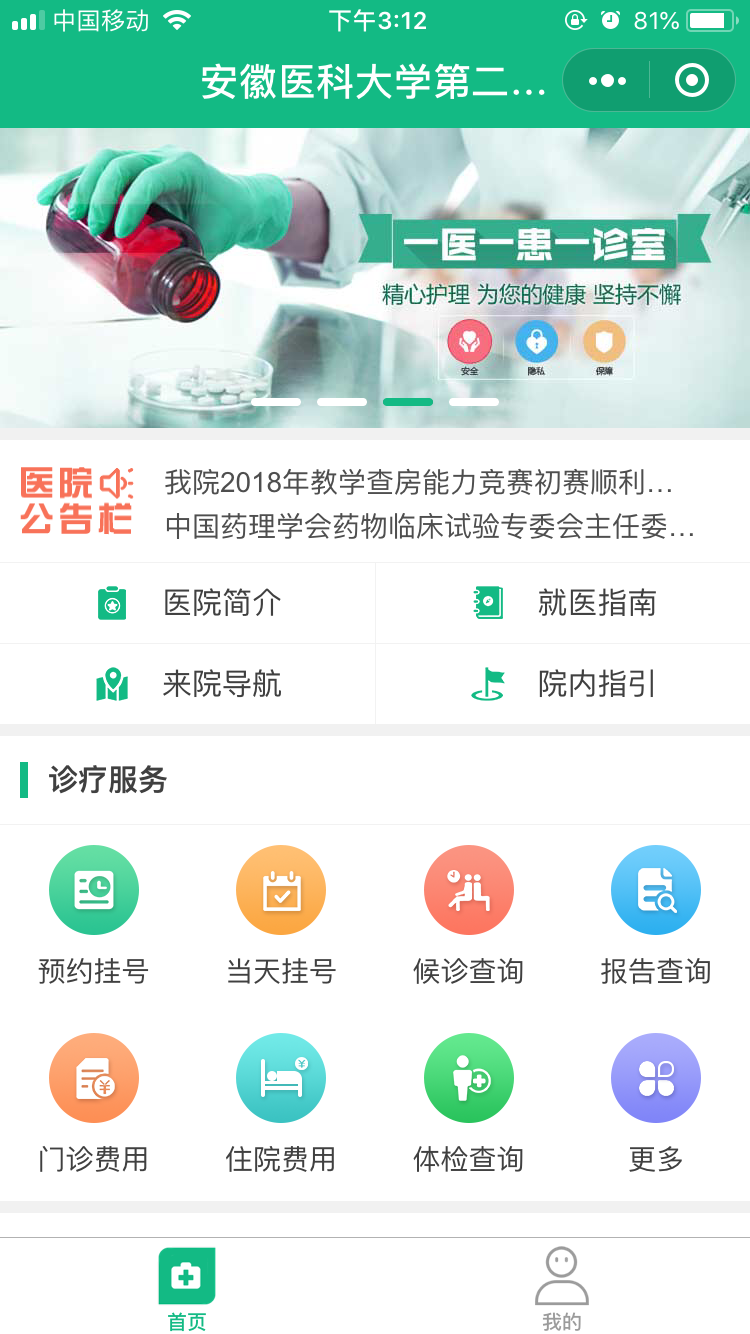 中国移动
下午3:12
81%
安徽医科大学第二...
一医一患一诊室
精心护理 为您的健康 坚持不懈
安全
隐私
保障
医院
公告栏
我院2018年教学查房能力竞赛初赛顺利...
中国药理学会药物临床试验专委会主任委...
医院简介
就医指南
来院导航
院内指引
诊疗服务
预约挂号
当天挂号
候诊查询
报告查询
门诊费用
住院费用
体检查询
更多
首页
我的